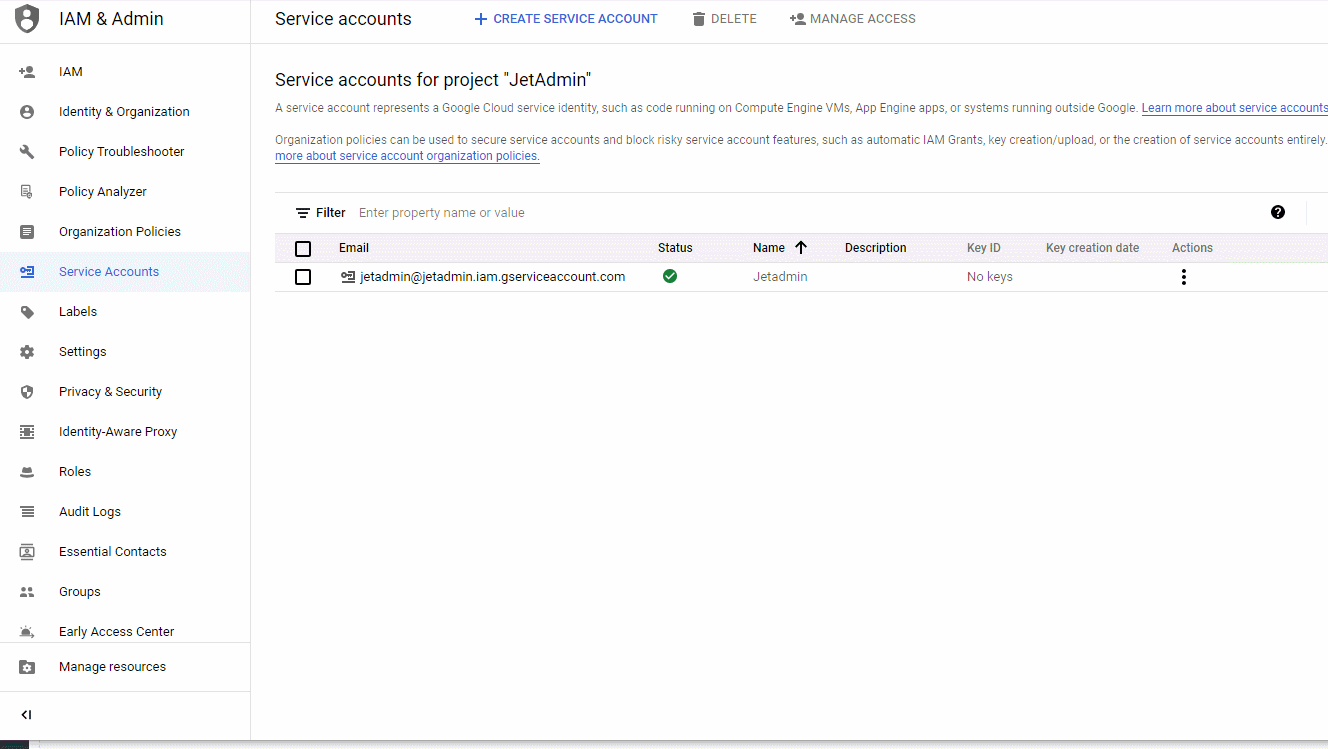 IAM & Admin
Service accounts
CREATE SERVICE ACCOUNT
DELETE
MANAGE ACCESS
IAM
Identity & Organization
Policy Troubleshooter
Policy Analyzer
Organization Policies
Service Accounts
Labels
Settings
Privacy & Security
Identity-Aware Proxy
Roles
Audit Logs
Essential Contacts
Groups
Early Access Center
Manage resources
Service accounts for project "JetAdmin"
A service account represents a Google Cloud service identity, such as code running on Compute Engine VMs, App Engine apps, or systems running outside Google. Learn more about service accounts
Organization policies can be used to secure service accounts and block risky service account features, such as automatic IAM Grants, key creation/upload, or the creation of service accounts entirely.
more about service account organization policies.
Filter Enter property name or value
Email Status Name Description Key ID Key creation date Actions
jetadmin@jetadmin.iam.gserviceaccount.com Jetadmin No keys